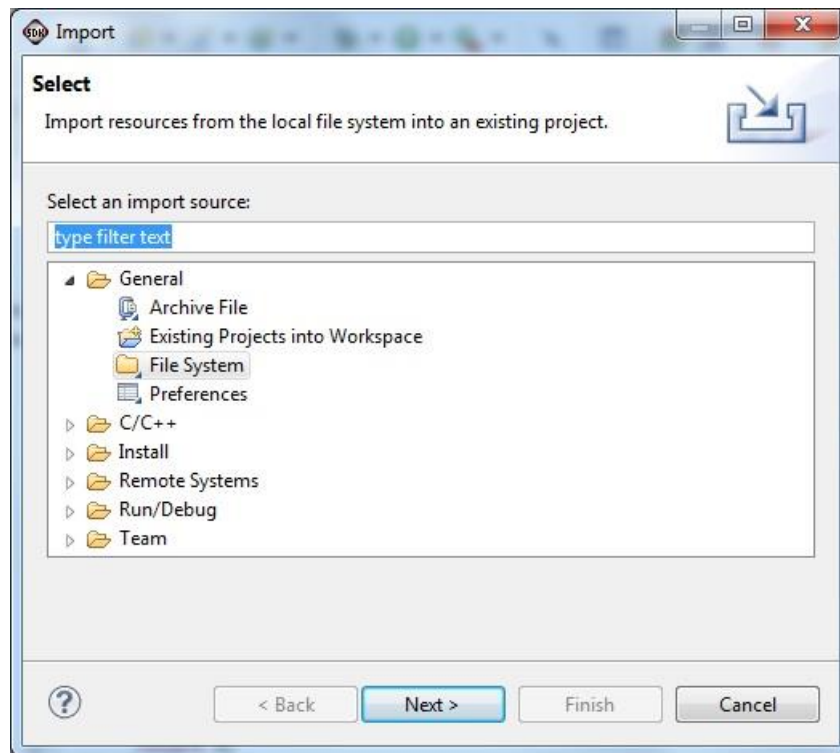 SDK Import
Select
Import resources from the local file system into an existing project.
Select an import source:
type filter text
General
Archive File
Existing Projects into Workspace
File System
Preferences
C/C++
Install
Remote Systems
Run/Debug
Team
? < Back Next > Finish Cancel